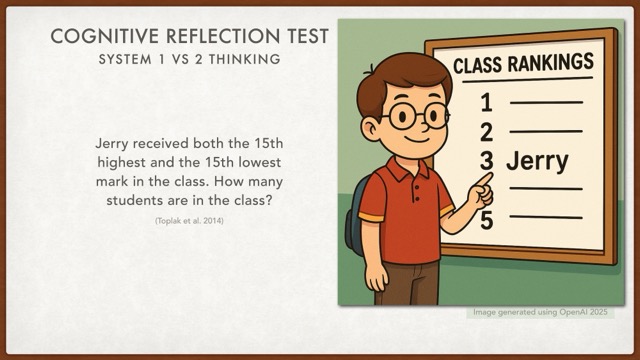 COGNITIVE REFLECTION TEST
SYSTEM 1 VS 2 THINKING
Jerry received both the 15th
highest and the 15th lowest
mark in the class. How many
students are in the class?
(Toplak et al. 2014)
CLASS RANKINGS
1
2
3 Jerry
5
Image generated using OpenAI 2025